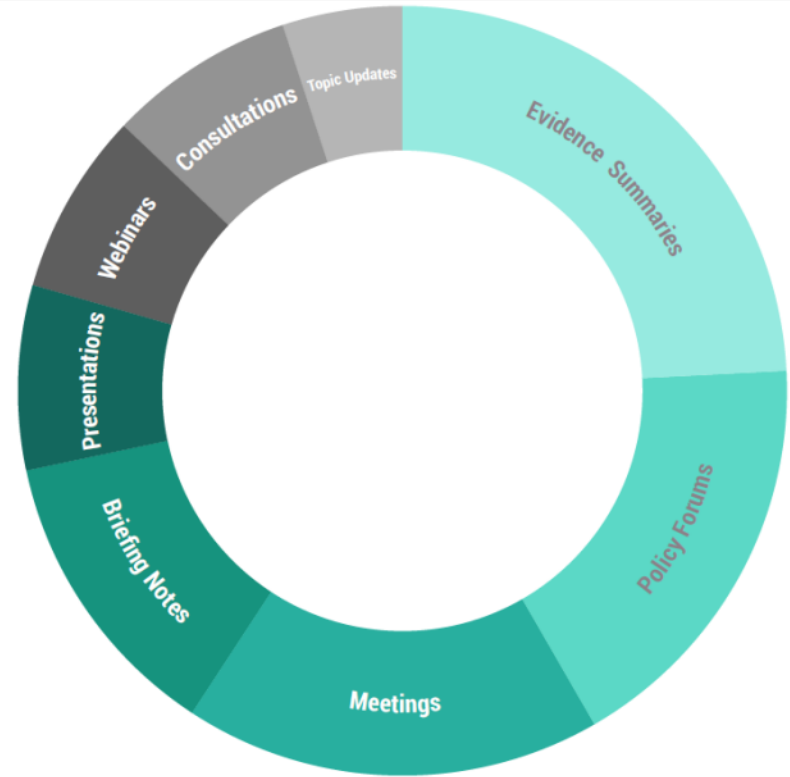 Evidence Summaries
Policy Forums
Meetings
Briefing Notes
Presentations
Webinars
Consultations
Topic Updates